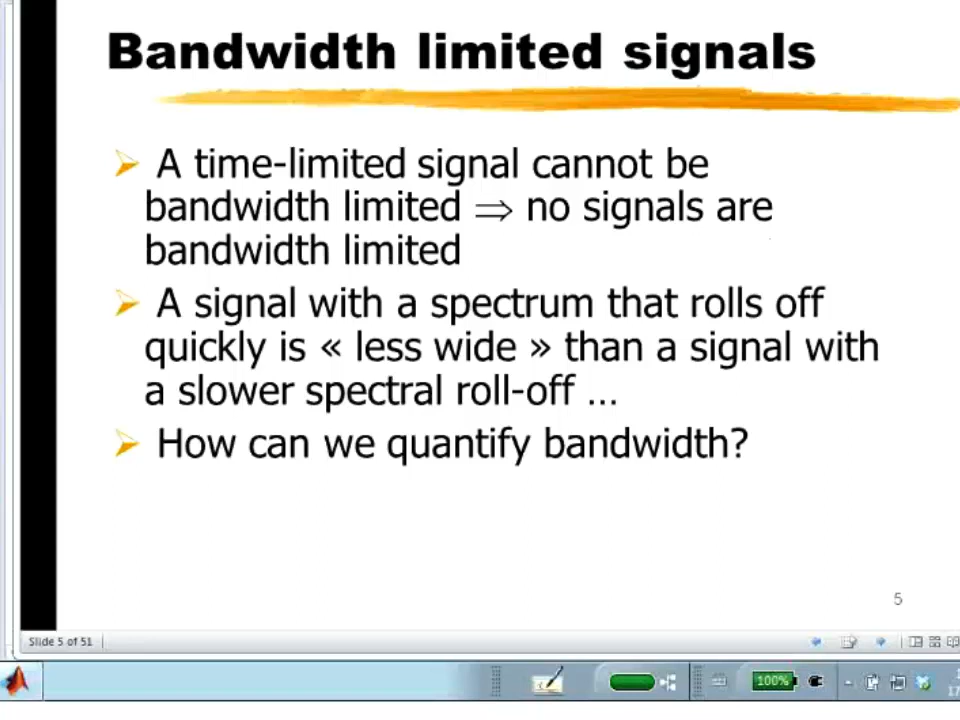 Bandwidth limited signals
A time-limited signal cannot be
bandwidth limited ⇒ no signals are
bandwidth limited
A signal with a spectrum that rolls off
quickly is « less wide » than a signal with
a slower spectral roll-off ...
How can we quantify bandwidth?
5
Slide 5 of 51
100%